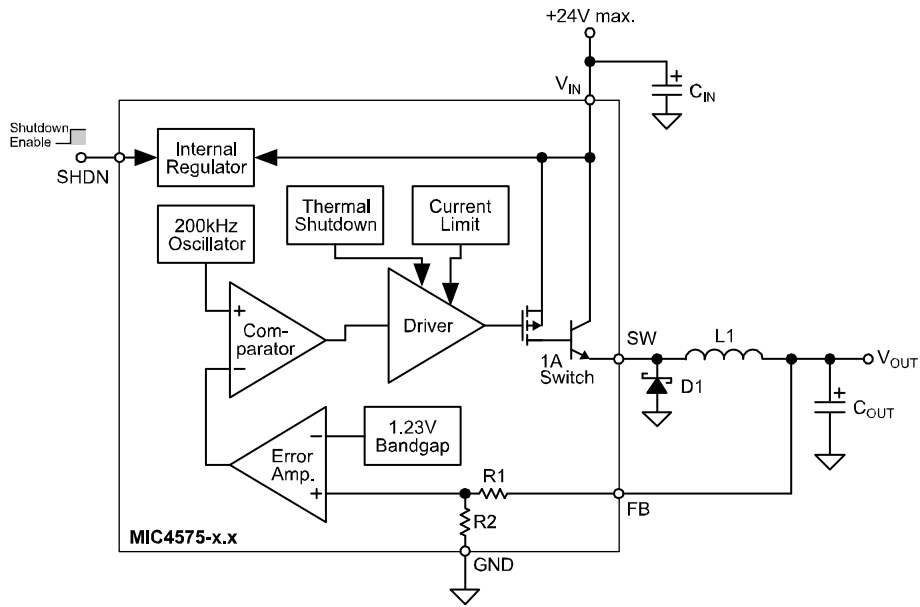 +24V max.
VIN
CIN
Shutdown
Enable
SHDN
Internal
Regulator
200kHz
Oscillator
Thermal
Shutdown
Current
Limit
+
Com-
parator
−
Driver
1A
Switch
SW
L1
VOUT
D1
+
COUT
+
Error
Amp.
−
+
1.23V
Bandgap
R1
R2
FB
GND
MIC4575-x.x